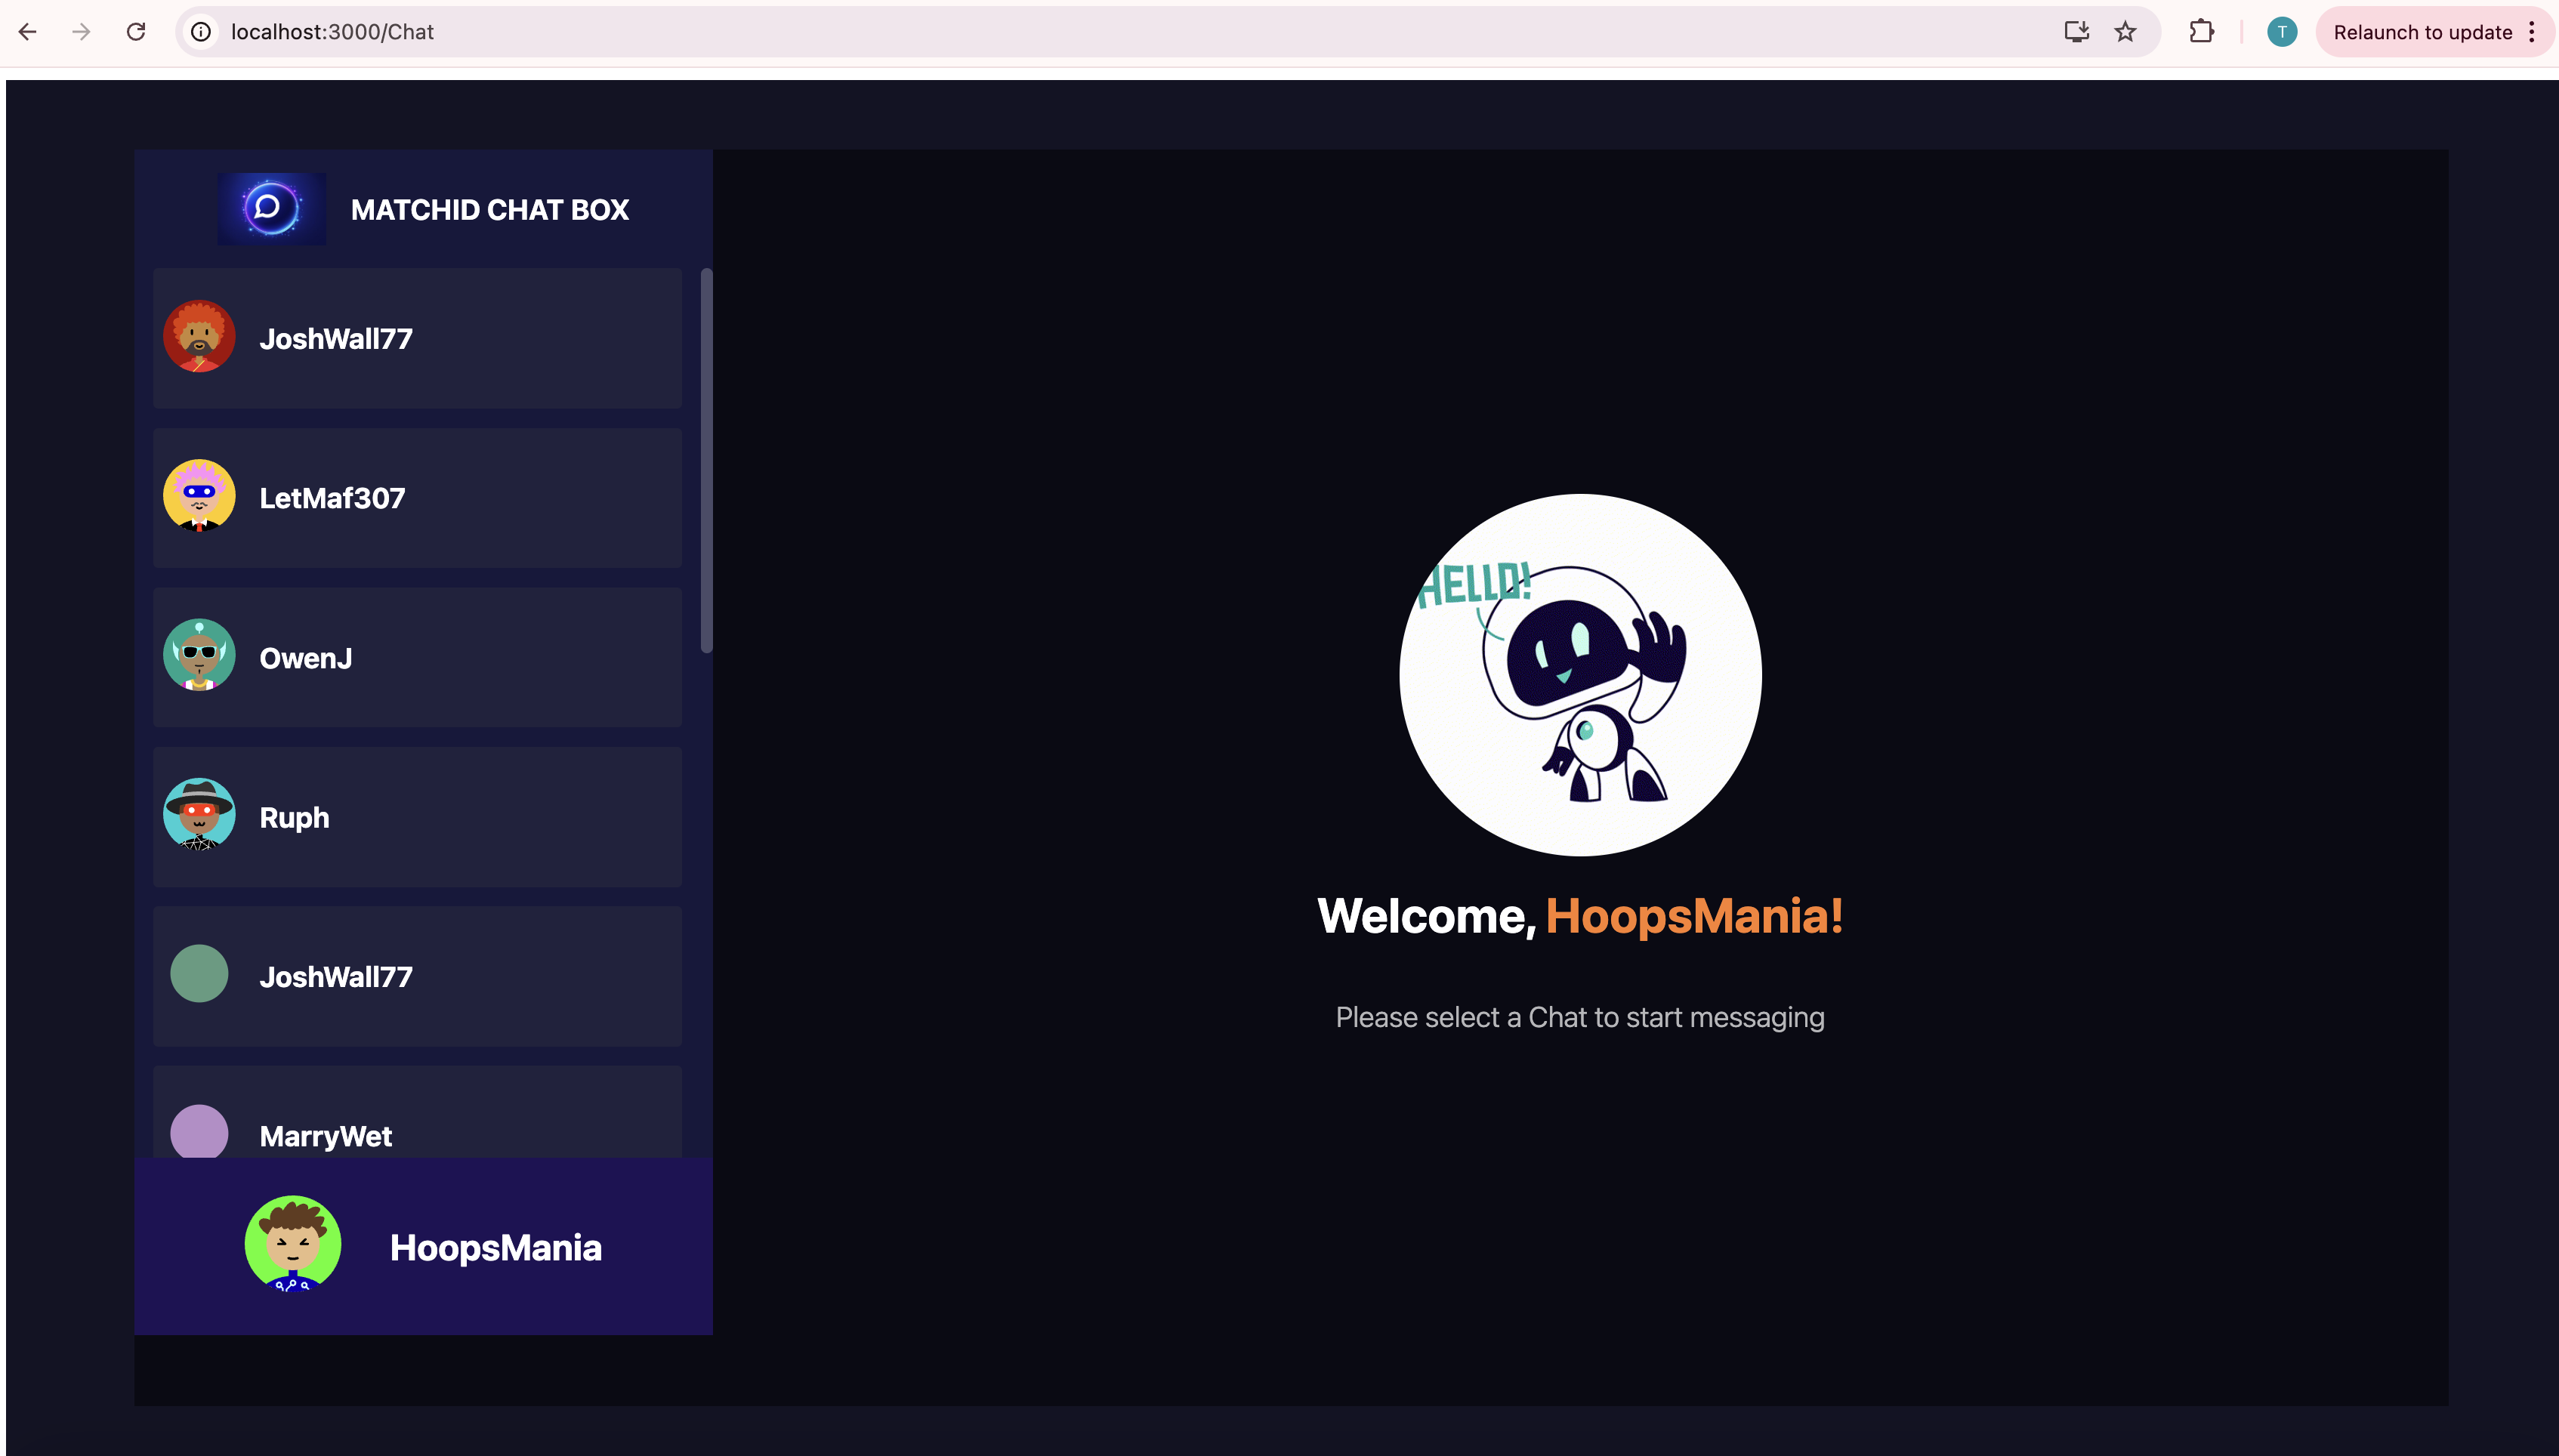 localhost:3000/Chat
T
Relaunch to update
MATCHID CHAT BOX
JoshWall77
LetMaf307
OwenJ
Ruph
JoshWall77
MarryWet
HoopsMania
HELLO!
Welcome, HoopsMania!
Please select a Chat to start messaging